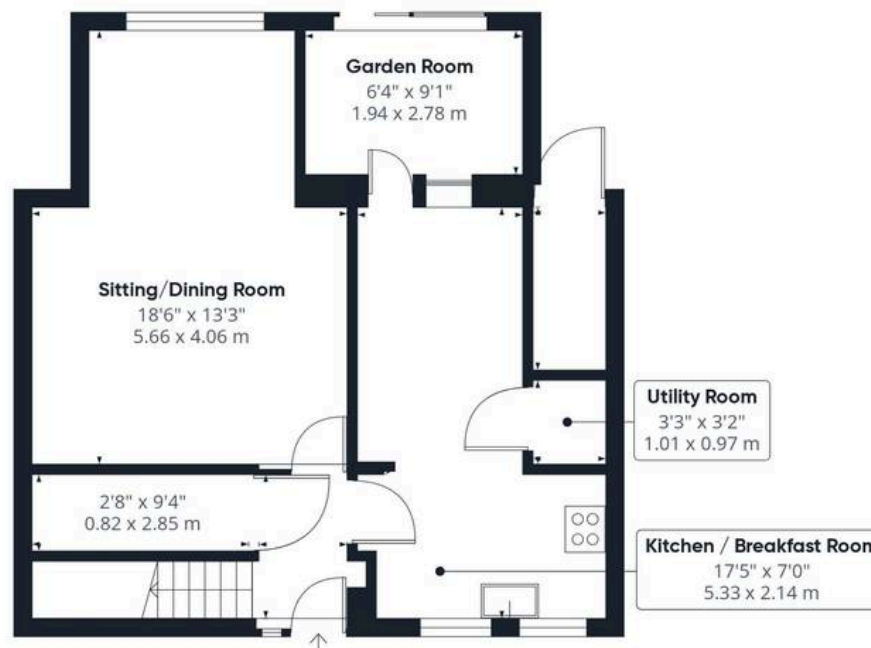 Garden Room
6'4" x 9'1"
1.94 x 2.78 m
Sitting/Dining Room
18'6" x 13'3"
5.66 x 4.06 m
Utility Room
3'3" x 3'2"
1.01 x 0.97 m
2'8" x 9'4"
0.82 x 2.85 m
Kitchen / Breakfast Room
17'5" x 7'0"
5.33 x 2.14 m